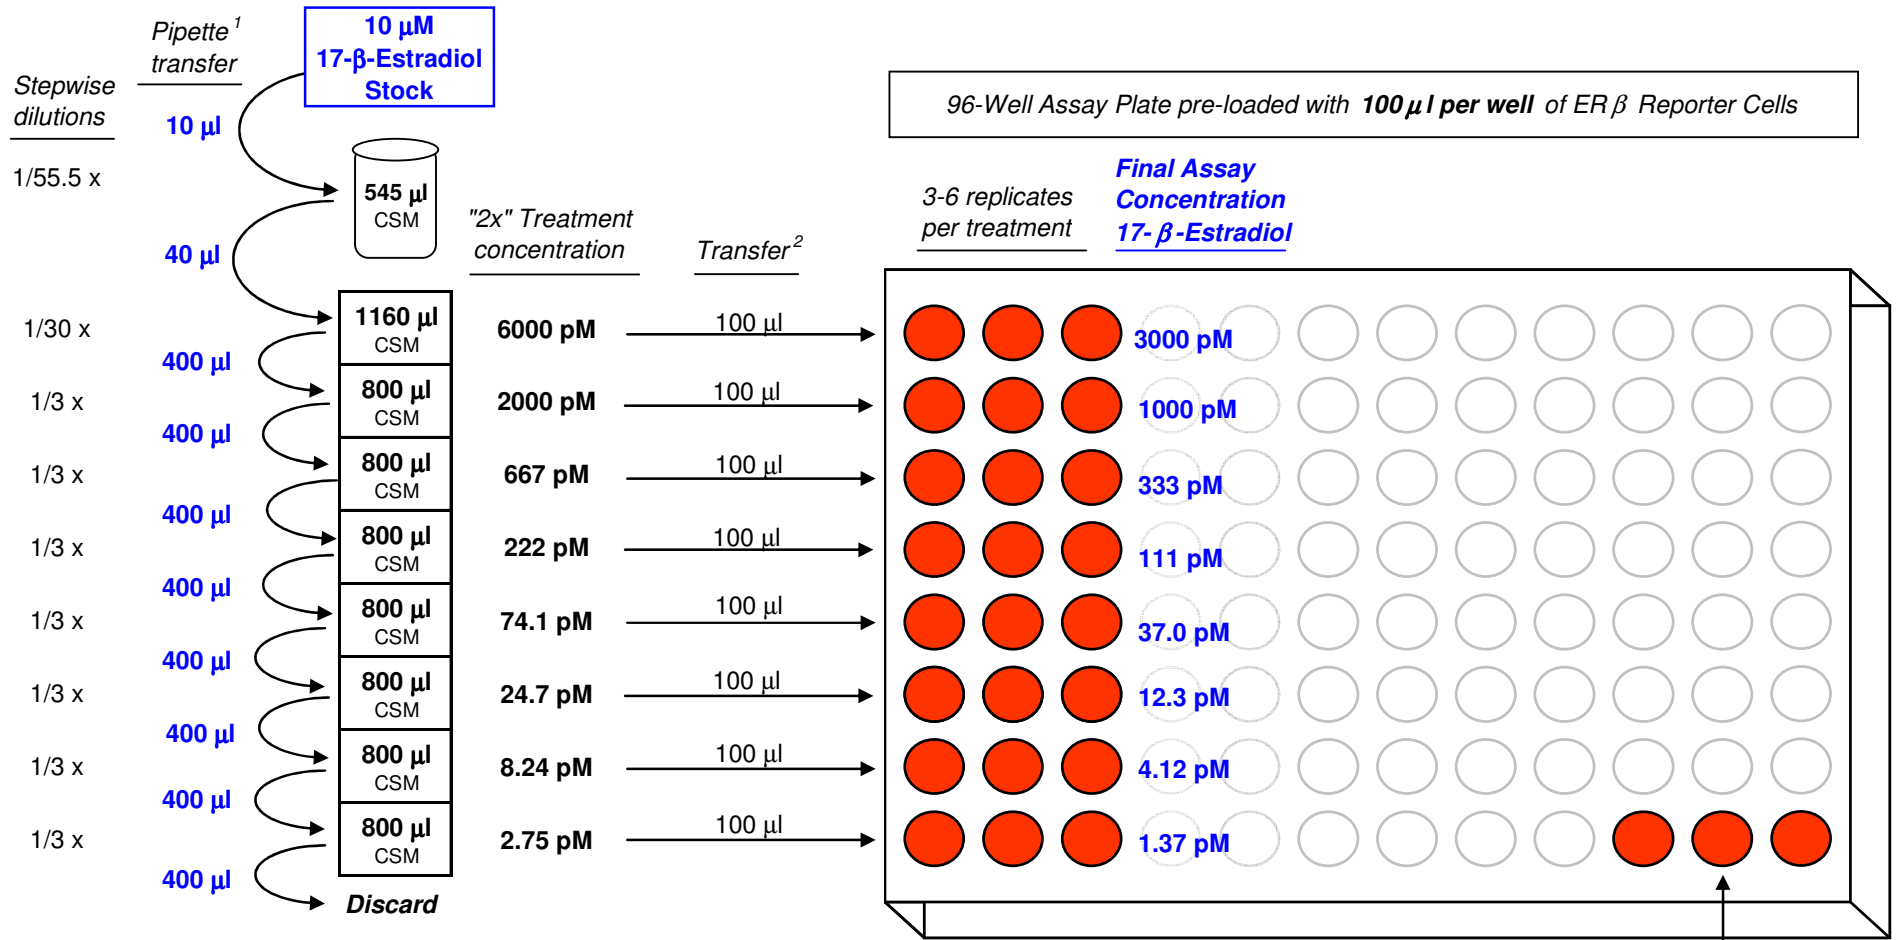 Pipette 1
transfer
10 µM
17-β-Estradiol
Stock
Stepwise
dilutions
10 µl
96-Well Assay Plate pre-loaded with 100 µl per well of ER β Reporter Cells
1/55.5 x
545 µl
CSM
40 µl
"2x" Treatment
concentration
Transfer 2
3-6 replicates
per treatment
Final Assay
Concentration
17- β -Estradiol
1/30 x
1160 µl
CSM
6000 pM
100 µl
3000 pM
400 µl
1/3 x
800 µl
CSM
2000 pM
100 µl
1000 pM
400 µl
1/3 x
800 µl
CSM
667 pM
100 µl
333 pM
400 µl
1/3 x
800 µl
CSM
222 pM
100 µl
111 pM
400 µl
1/3 x
800 µl
CSM
74.1 pM
100 µl
37.0 pM
400 µl
1/3 x
800 µl
CSM
24.7 pM
100 µl
12.3 pM
400 µl
1/3 x
800 µl
CSM
8.24 pM
100 µl
4.12 pM
400 µl
1/3 x
800 µl
CSM
2.75 pM
100 µl
1.37 pM
400 µl
Discard